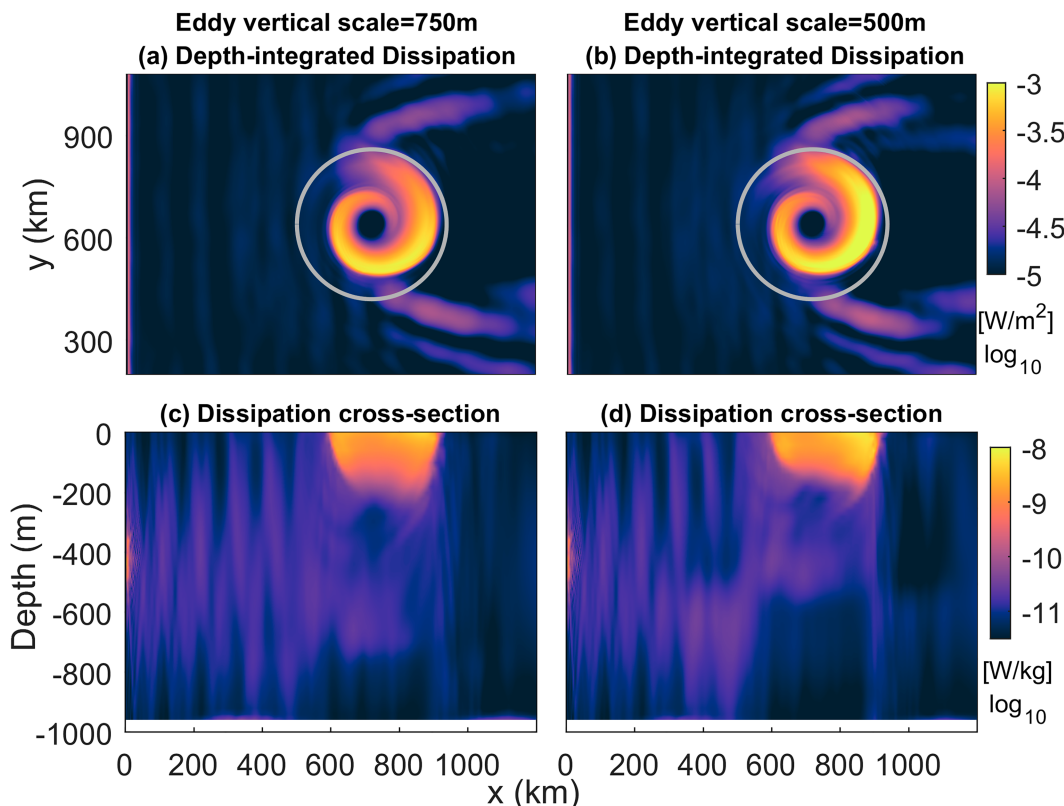 Eddy vertical scale=750m
Eddy vertical scale=500m
(a) Depth-integrated Dissipation
(b) Depth-integrated Dissipation
y (km)
900
600
300
-3
-3.5
-4
-4.5
-5
[W/m²]
log₁₀
(c) Dissipation cross-section
(d) Dissipation cross-section
Depth (m)
0
-200
-400
-600
-800
-1000
0 200 400 600 800 1000
0 200 400 600 800 1000
x (km)
-8
-9
-10
-11
[W/kg]
log₁₀